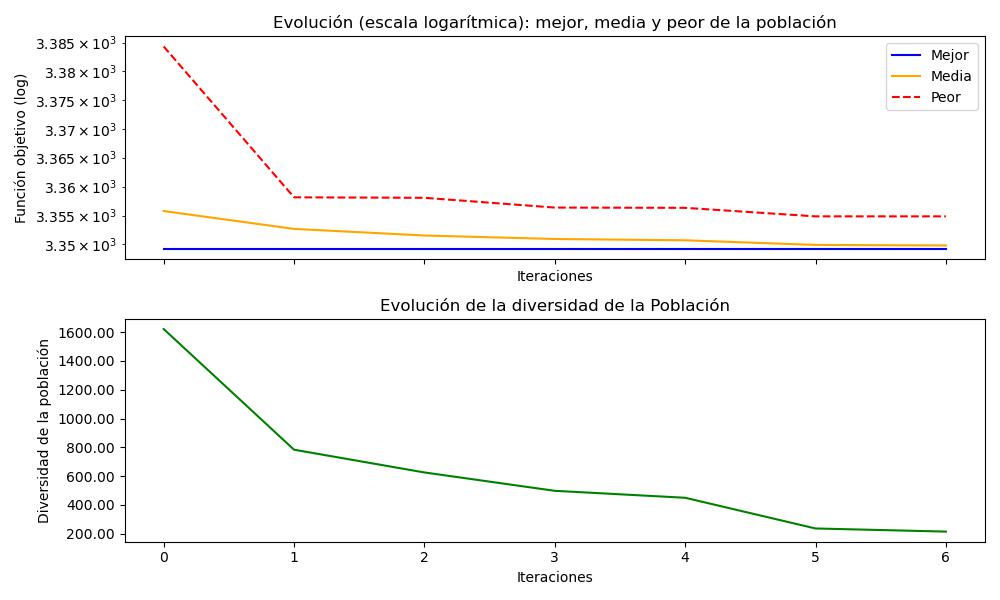 Evolución (escala logarítmica): mejor, media y peor de la población
3.385 × 10³
3.38 × 10³
3.375 × 10³
3.37 × 10³
3.365 × 10³
3.36 × 10³
3.355 × 10³
3.35 × 10³
Función objetivo (log)
Mejor
Media
Peor
Iteraciones
Evolución de la diversidad de la Población
1600.00
1400.00
1200.00
1000.00
800.00
600.00
400.00
200.00
Diversidad de la población
0 1 2 3 4 5 6
Iteraciones